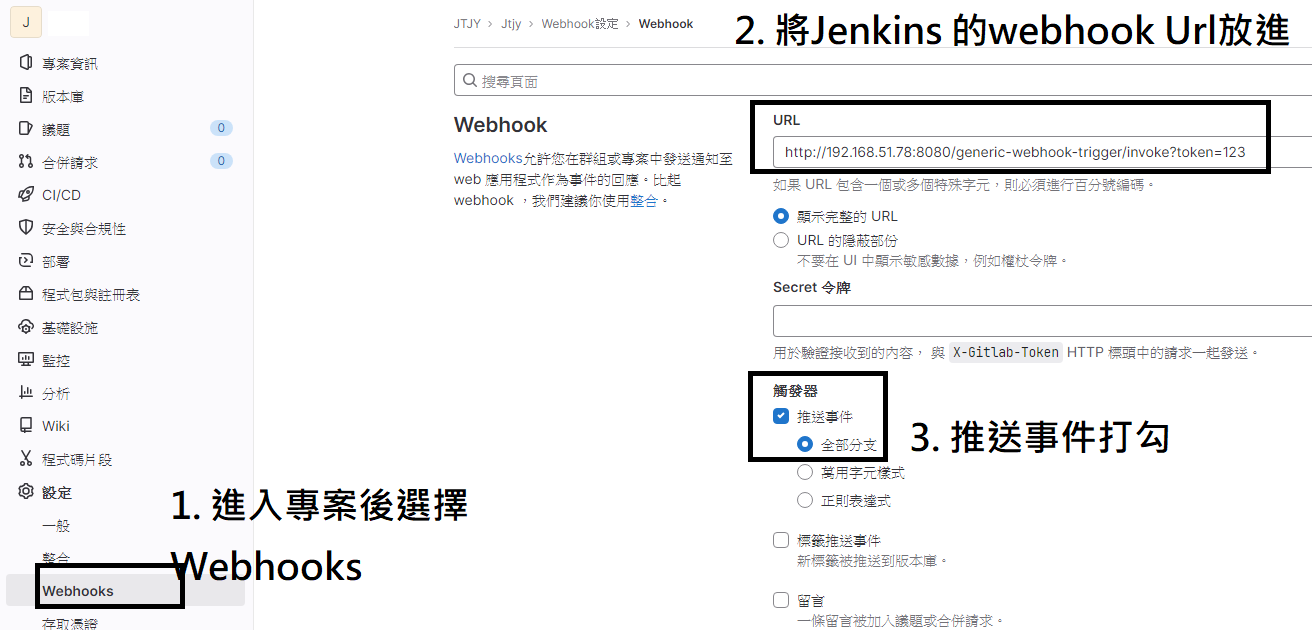 J
專案資訊
版本庫
議題 0
合併請求 0
CI/CD
安全與合規性
部署
程式包與註冊表
基礎設施
監控
分析
Wiki
程式碼片段
設定
一般
整合
Webhooks
存取憑證
1. 進入專案後選擇
Webhooks
JTJY › Jtjy › Webhook設定 › Webhook
2. 將Jenkins 的webhook Url放進
搜尋頁面
Webhook
Webhooks允許您在群組或專案中發送通知至
web 應用程式作為事件的回應。比起
webhook ，我們建議你使用整合。
URL
http://192.168.51.78:8080/generic-webhook-trigger/invoke?token=123
如果 URL 包含一個或多個特殊字元，則必須進行百分號編碼。
顯示完整的 URL
URL 的隱蔽部份
不要在 UI 中顯示敏感數據，例如權杖令牌。
Secret 令牌
用於驗證接收到的內容， 與 X-Gitlab-Token HTTP 標頭中的請求一起發送。
觸發器
推送事件
全部分支
3. 推送事件打勾
萬用字元樣式
正則表達式
標籤推送事件
新標籤被推送到版本庫。
留言
一條留言被加入議題或合併請求。